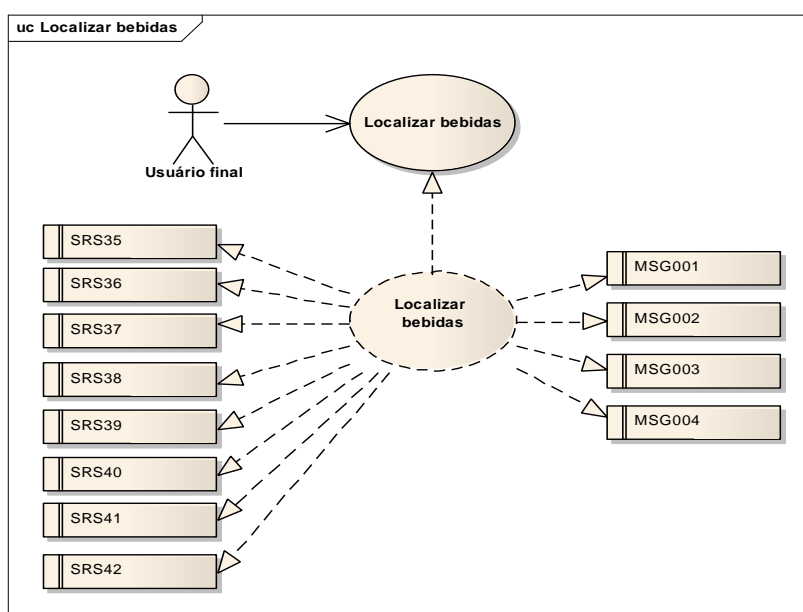 uc Localizar bebidas
Localizar bebidas
Usuário final
SRS35
SRS36
SRS37
SRS38
SRS39
SRS40
SRS41
SRS42
Localizar
bebidas
MSG001
MSG002
MSG003
MSG004